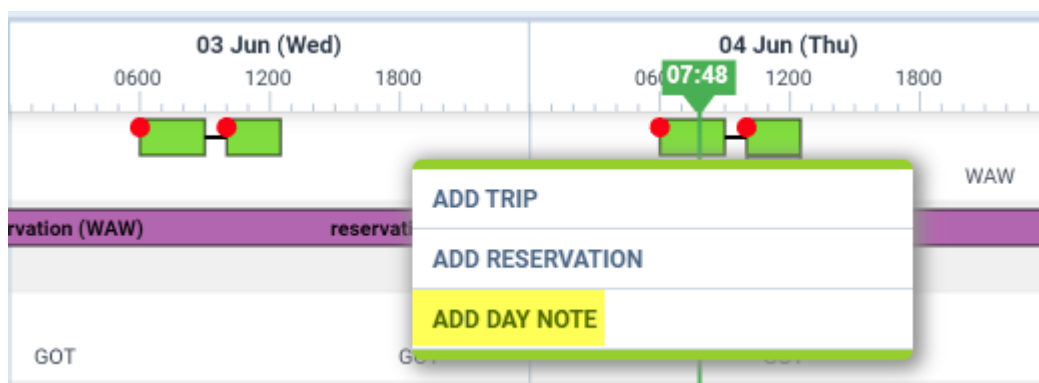 03 Jun (Wed)
04 Jun (Thu)
0600 1200 1800
07:48 1200 1800
WAW
ADD TRIP
rvation (WAW)
ADD RESERVATION
ADD DAY NOTE
GOT